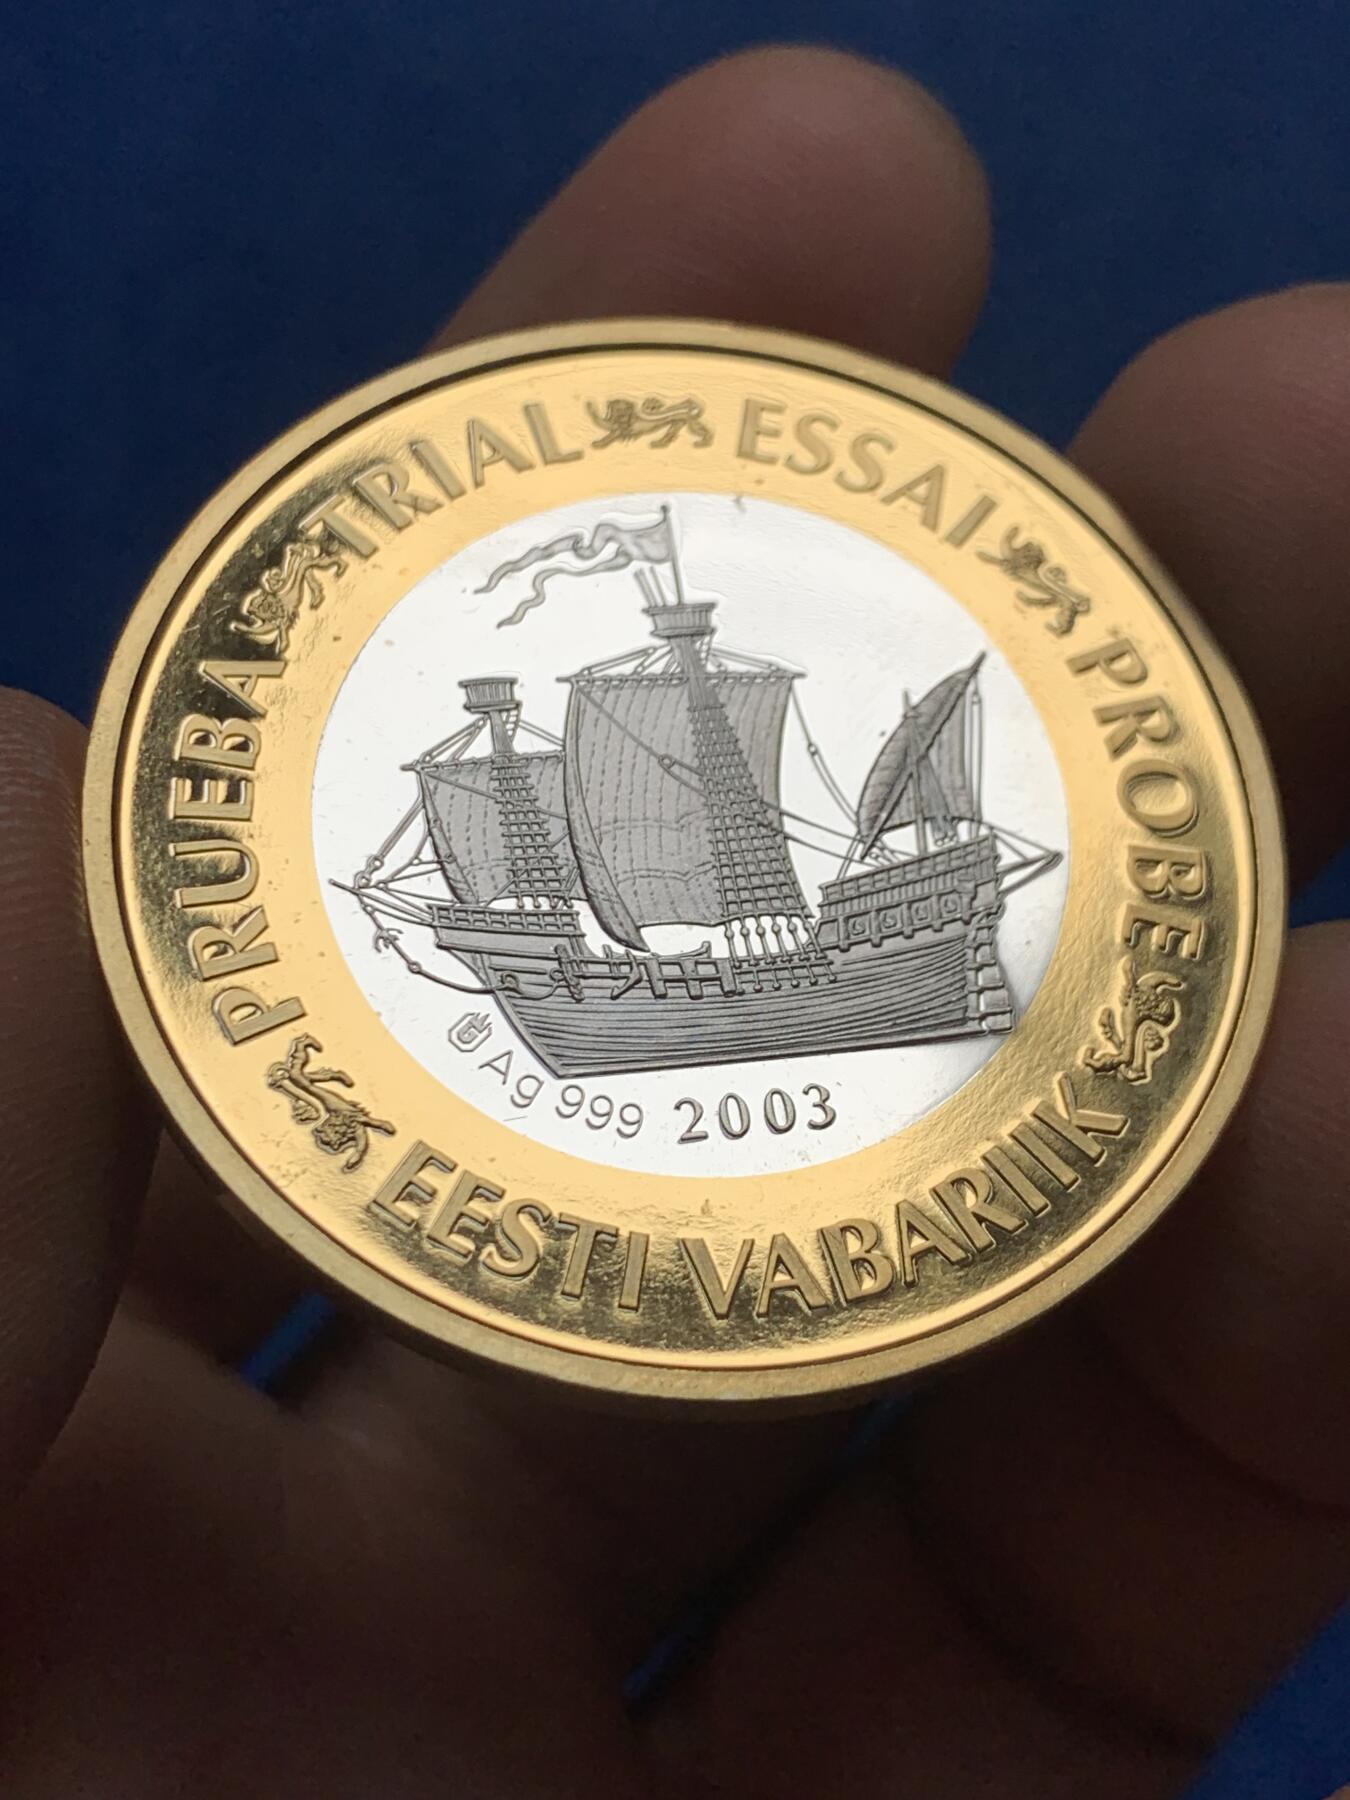 PRUEBA TRIAL ESSAI PROBE
EESTI VABARIIK
Ag 999 2003